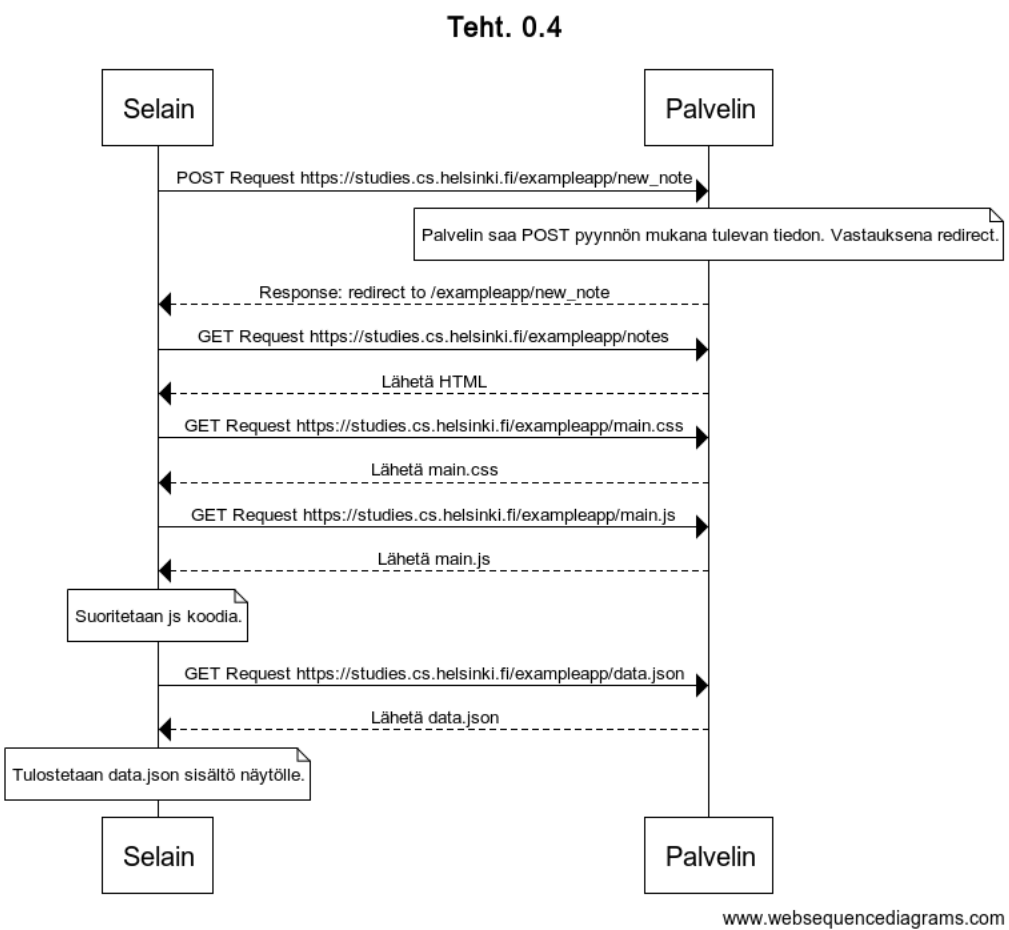 Teht. 0.4
Selain
Palvelin
POST Request https://studies.cs.helsinki.fi/exampleapp/new_note
Palvelin saa POST pyynnön mukana tulevan tiedon. Vastauksena redirect.
Response: redirect to /exampleapp/new_note
GET Request https://studies.cs.helsinki.fi/exampleapp/notes
Lähetä HTML
GET Request https://studies.cs.helsinki.fi/exampleapp/main.css
Lähetä main.css
GET Request https://studies.cs.helsinki.fi/exampleapp/main.js
Lähetä main.js
Suoritetaan js koodia.
GET Request https://studies.cs.helsinki.fi/exampleapp/data.json
Lähetä data.json
Tulostetaan data.json sisältö näytölle.
Selain
Palvelin
www.websequencediagrams.com